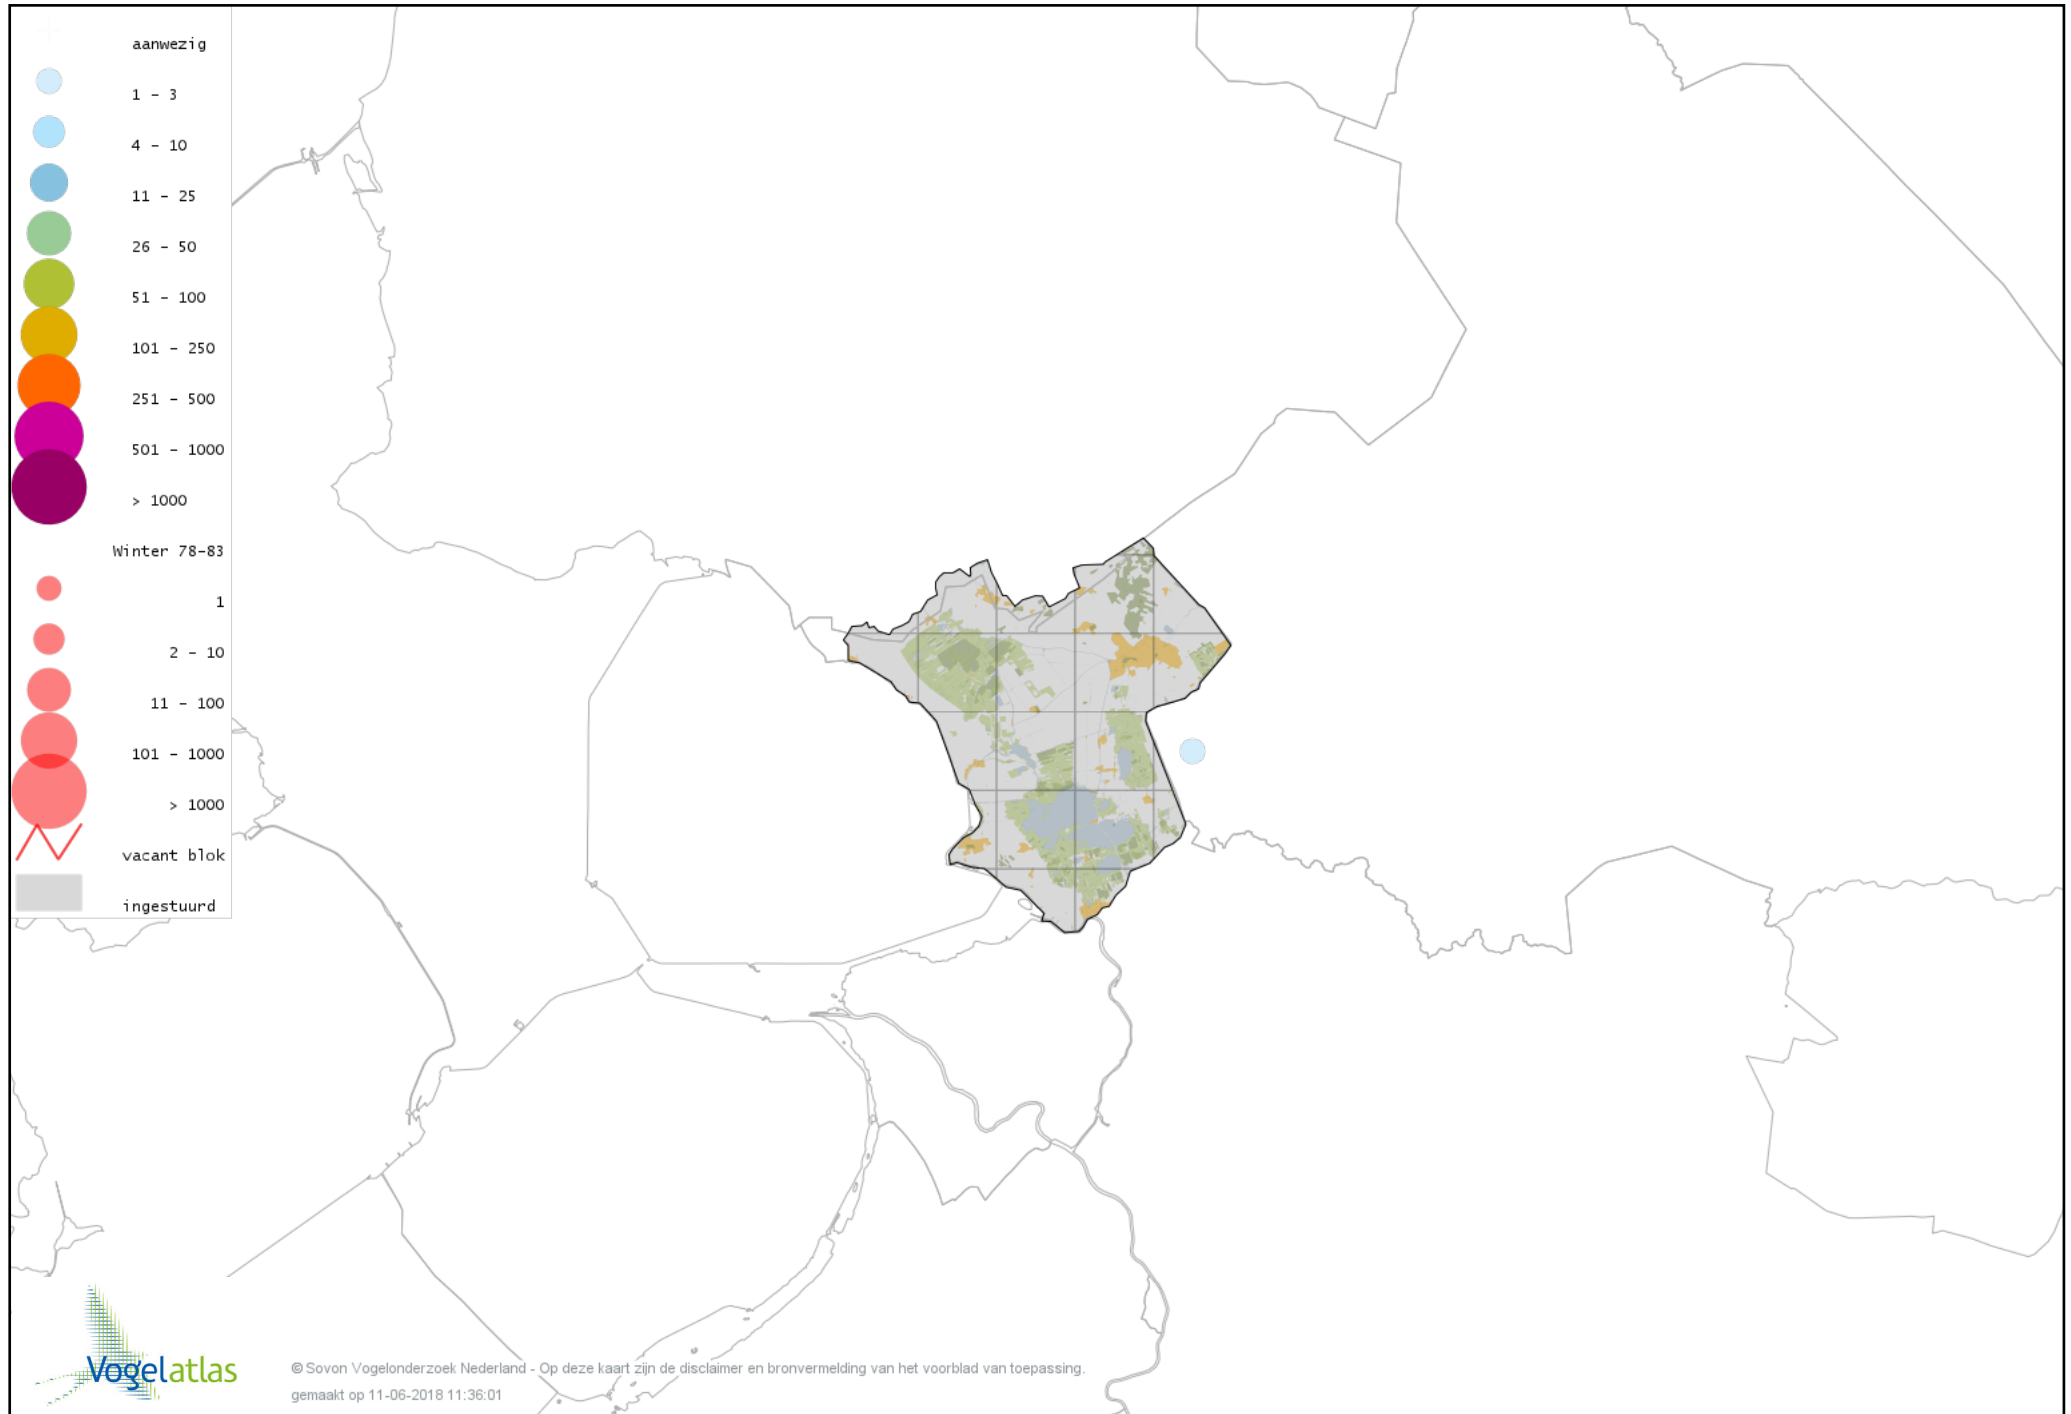 aanwezig
1 - 3
4 - 10
11 - 25
26 - 50
51 - 100
101 - 250
251 - 500
501 - 1000
> 1000
Winter 78-83
1
2 - 10
11 - 100
101 - 1000
> 1000
vacant blok
ingestuurd
Vogelatlas
© Sovon Vogelonderzoek Nederland - Op deze kaart zijn de disclaimer en bronvermelding van het voorblad van toepassing.
gemaakt op 11-06-2018 11:36:01